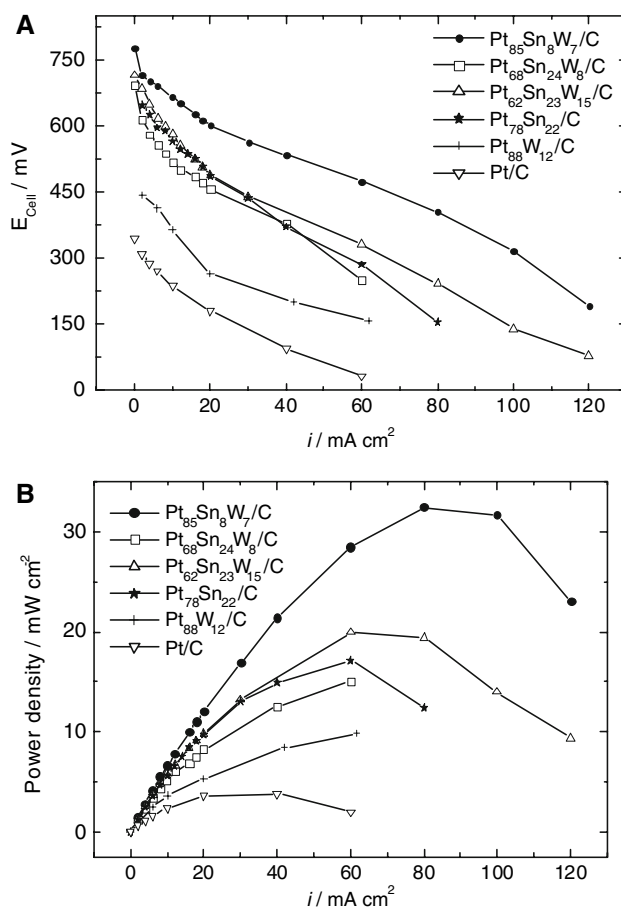 A
E_Cell / mV
750
600
450
300
150
0
Pt₈₅Sn₈W₇/C
Pt₆₈Sn₂₄W₈/C
Pt₆₂Sn₂₃W₁₅/C
Pt₇₈Sn₂₂/C
Pt₈₈W₁₂/C
Pt/C
0 20 40 60 80 100 120
i / mA cm²
B
Power density / mW cm⁻²
30
20
10
0
Pt₈₅Sn₈W₇/C
Pt₆₈Sn₂₄W₈/C
Pt₆₂Sn₂₃W₁₅/C
Pt₇₈Sn₂₂/C
Pt₈₈W₁₂/C
Pt/C
0 20 40 60 80 100 120
i / mA cm²